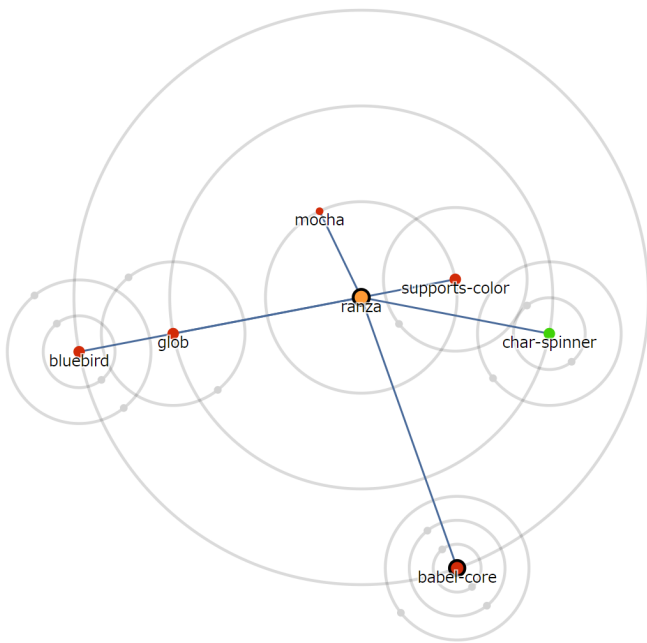 mocha
supports-color
ranza
glob
char-spinner
bluebird
babel-core